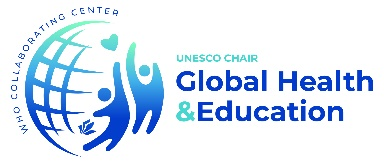 WHO COLLABORATING CENTER
UNESCO CHAIR
Global Health
&Education